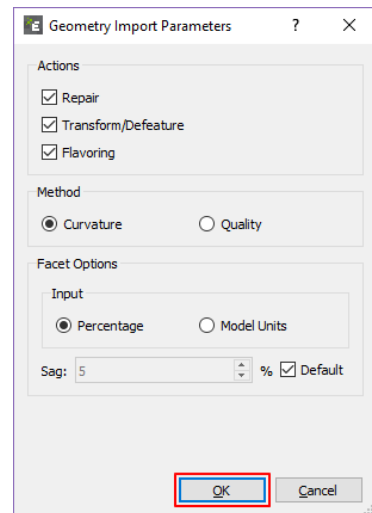 Geometry Import Parameters ? ×
Actions
Repair
Transform/Defeature
Flavoring
Method
Curvature Quality
Facet Options
Input
Percentage Model Units
Sag: 5 % Default
OK Cancel